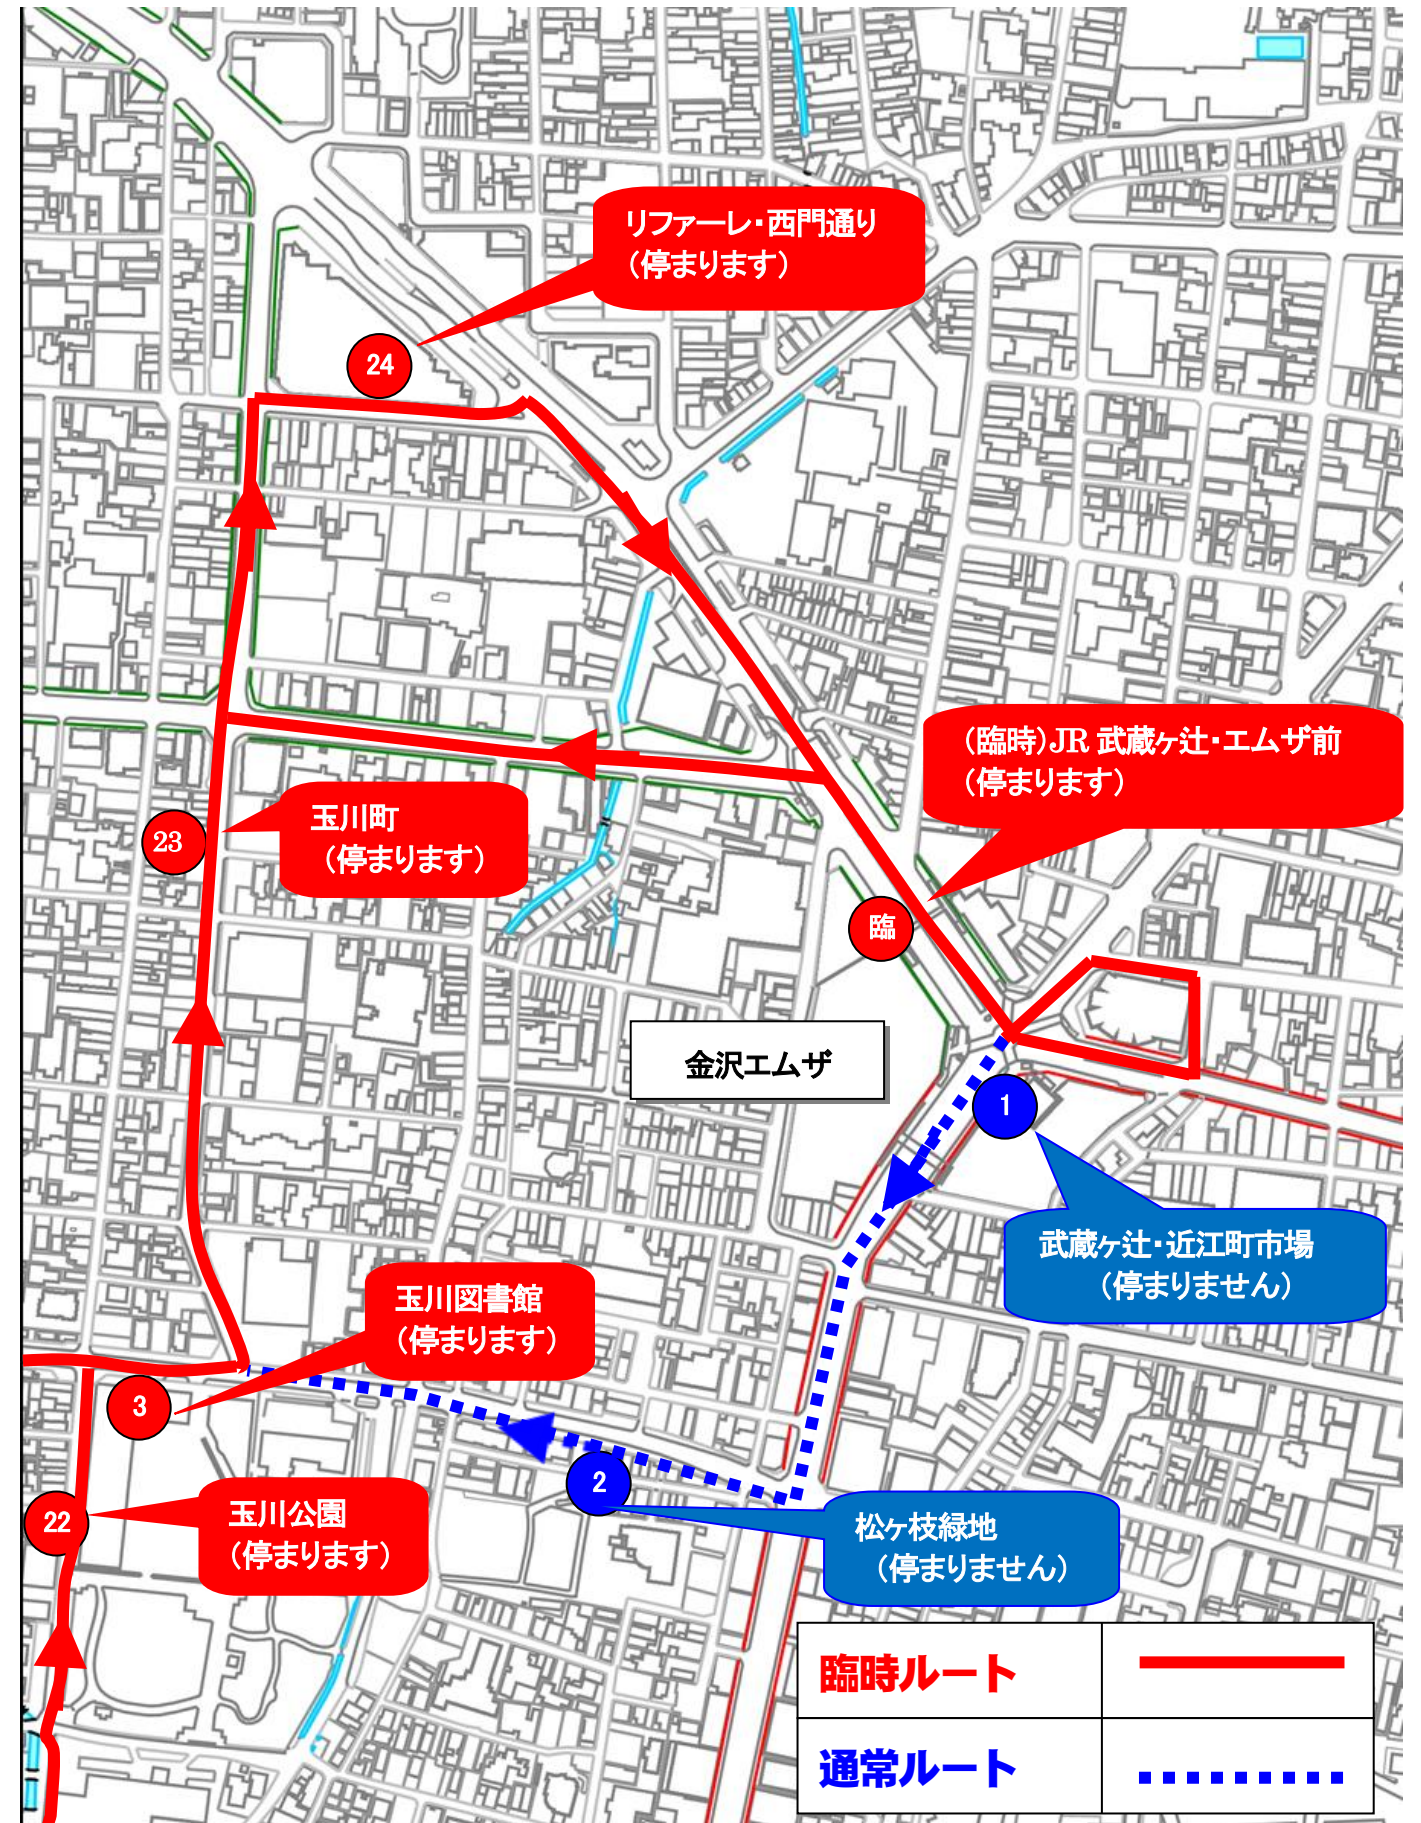 リファーレ・西門通り
（停まります）
24
（臨時）JR 武蔵ヶ辻・エムザ前
（停まります）
玉川町
（停まります）
23
臨
金沢エムザ
1
武蔵ヶ辻・近江町市場
（停まりません）
玉川図書館
（停まります）
3
2
玉川公園
（停まります）
22
松ヶ枝緑地
（停まりません）
臨時ルート
通常ルート